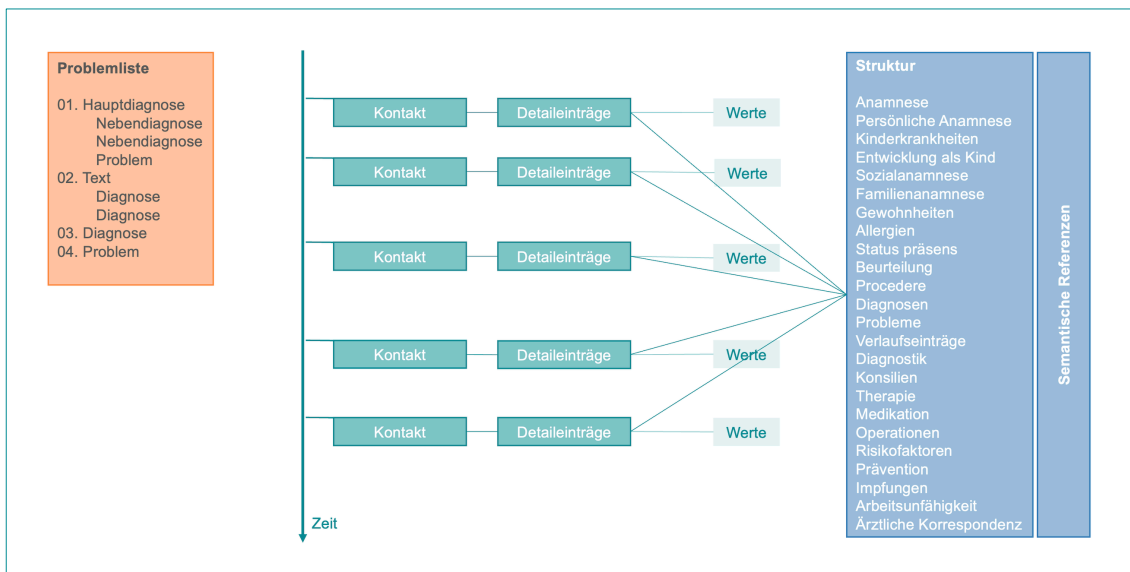 Problemliste
01. Hauptdiagnose
Nebendiagnose
Nebendiagnose
Problem
02. Text
Diagnose
Diagnose
03. Diagnose
04. Problem
Kontakt
Detaileinträge
Werte
Kontakt
Detaileinträge
Werte
Kontakt
Detaileinträge
Werte
Kontakt
Detaileinträge
Werte
Kontakt
Detaileinträge
Werte
Zeit
Struktur
Anamnese
Persönliche Anamnese
Kinderkrankheiten
Entwicklung als Kind
Sozialanamnese
Familienanamnese
Gewohnheiten
Allergien
Status präsens
Beurteilung
Procedere
Diagnosen
Probleme
Verlaufseinträge
Diagnostik
Konsilien
Therapie
Medikation
Operationen
Risikofaktoren
Prävention
Impfungen
Arbeitsunfähigkeit
Ärztliche Korrespondenz
Semantische Referenzen